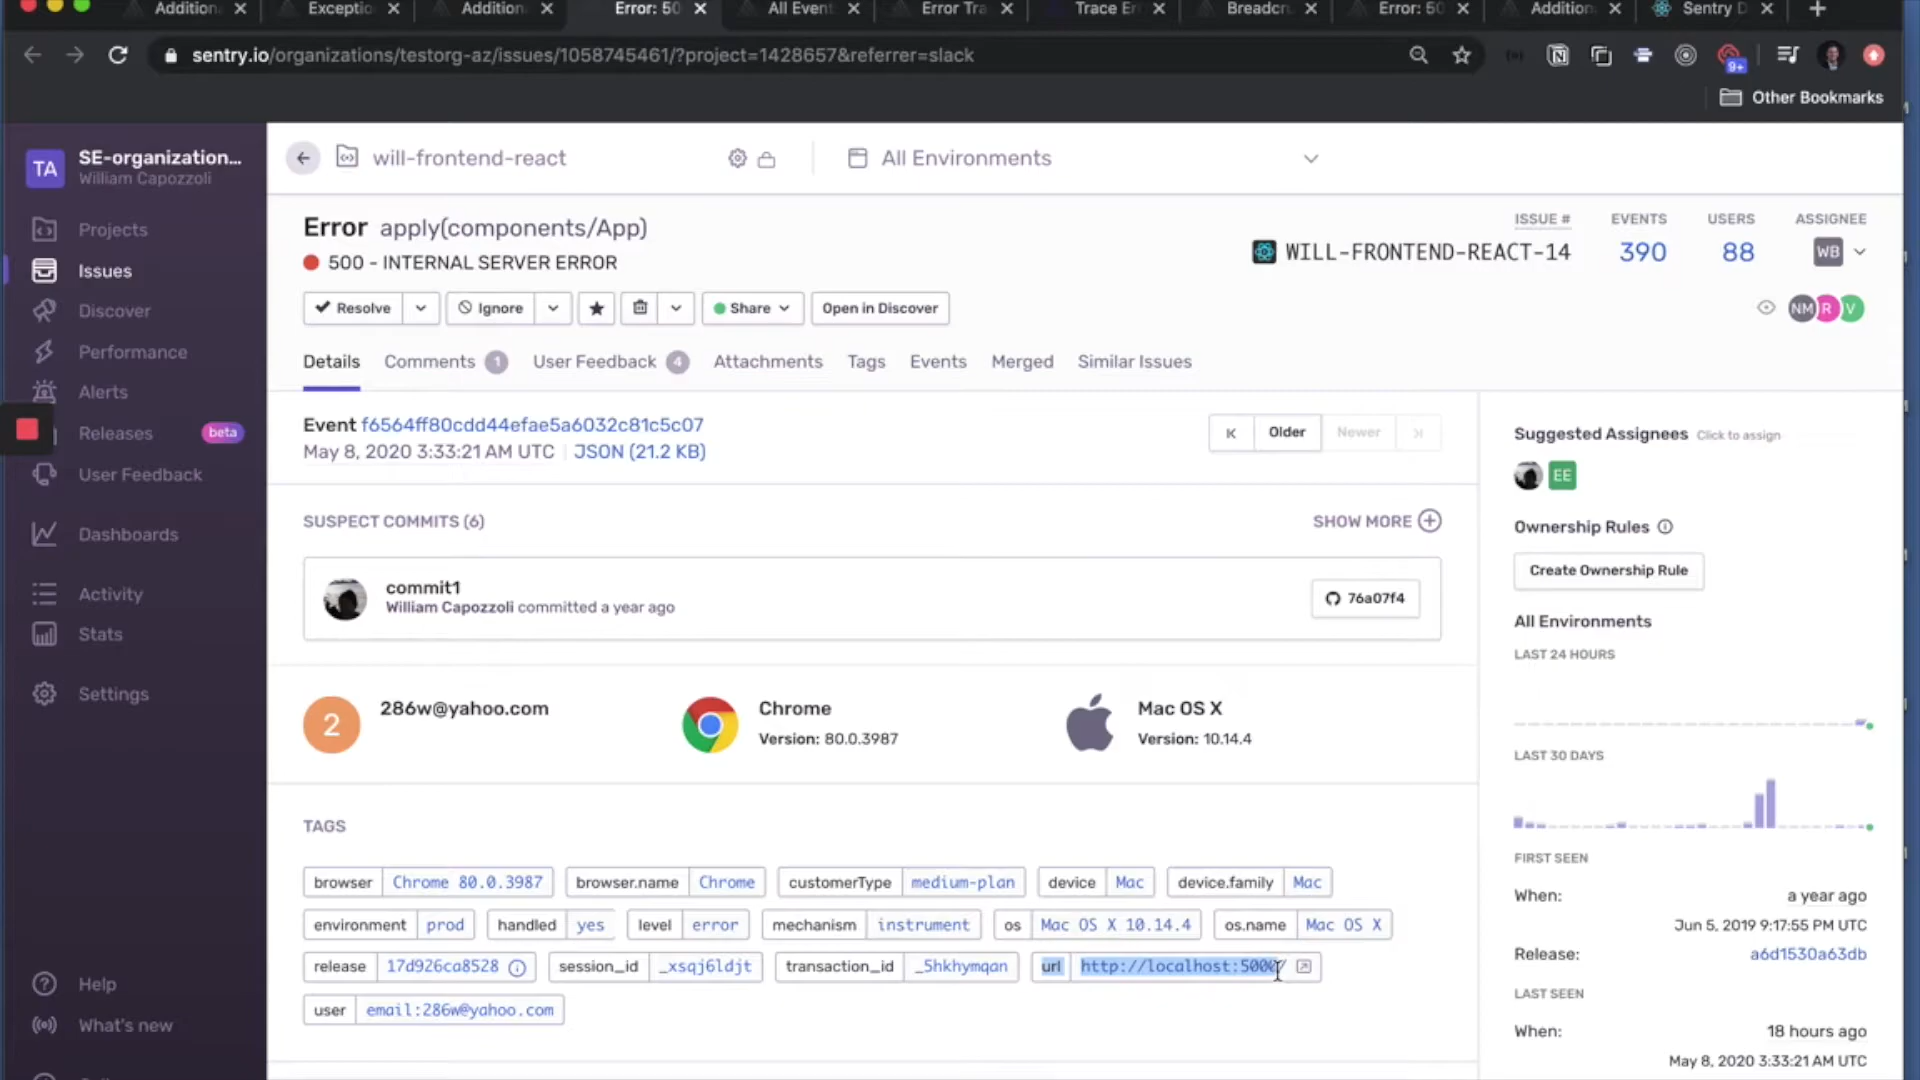 Addition
Exceptio
Addition
Error: 50
All Event
Error Tra
Trace Er
Breadcru
Error: 50
Addition
Sentry D
sentry.io/organizations/testorg-az/issues/1058745461/?project=1428657&referrer=slack
9+
Other Bookmarks
TA
SE-organization...
William Capozzoli
Projects
Issues
Discover
Performance
Alerts
Releases beta
User Feedback
Dashboards
Activity
Stats
Settings
Help
What's new
will-frontend-react
All Environments
Error apply(components/App)
500 - INTERNAL SERVER ERROR
ISSUE # EVENTS USERS ASSIGNEE
WILL-FRONTEND-REACT-14 390 88 WB
Resolve Ignore Share Open in Discover
NM R V
Details Comments 1 User Feedback 4 Attachments Tags Events Merged Similar Issues
Event f6564ff80cdd44efae5a6032c81c5c07
May 8, 2020 3:33:21 AM UTC JSON (21.2 KB)
Older Newer
SUSPECT COMMITS (6) SHOW MORE
commit1
William Capozzoli committed a year ago
76a07f4
2 286w@yahoo.com
Chrome
Version: 80.0.3987
Mac OS X
Version: 10.14.4
TAGS
browser Chrome 80.0.3987 browser.name Chrome customerType medium-plan device Mac device.family Mac
environment prod handled yes level error mechanism instrument os Mac OS X 10.14.4 os.name Mac OS X
release 17d926ca8528 session_id _xsqj6ldjt transaction_id _5hkhymqan url http://localhost:5000/
user email:286w@yahoo.com
Suggested Assignees Click to assign
EE
Ownership Rules
Create Ownership Rule
All Environments
LAST 24 HOURS
LAST 30 DAYS
FIRST SEEN
When: a year ago
Jun 5, 2019 9:17:55 PM UTC
Release: a6d1530a63db
LAST SEEN
When: 18 hours ago
May 8, 2020 3:33:21 AM UTC